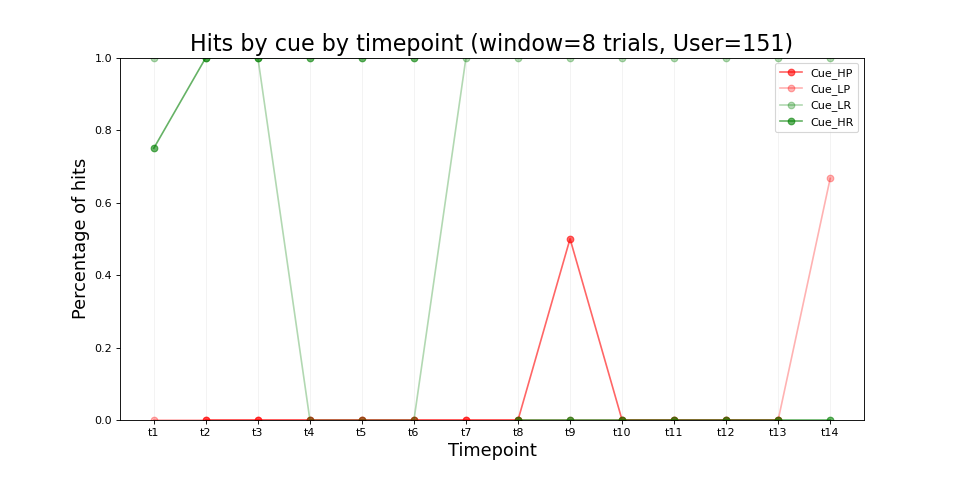 Hits by cue by timepoint (window=8 trials, User=151)
Percentage of hits
1.0
0.8
0.6
0.4
0.2
0.0
Cue_HP
Cue_LP
Cue_LR
Cue_HR
t1 t2 t3 t4 t5 t6 t7 t8 t9 t10 t11 t12 t13 t14
Timepoint